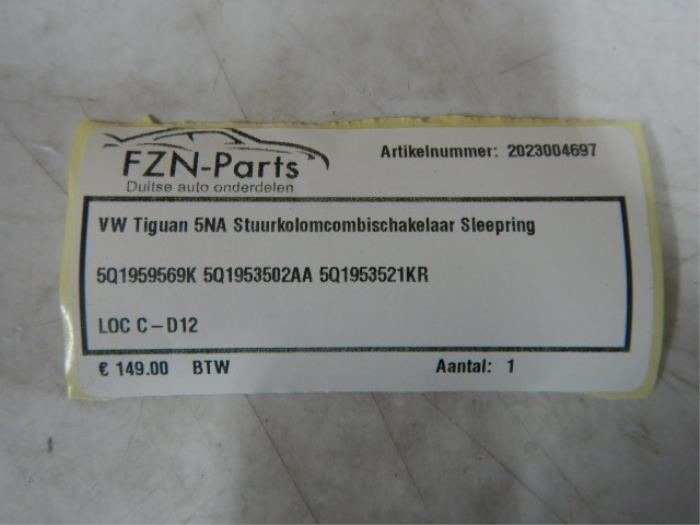 FZN-Parts
Duitse auto onderdelen
Artikelnummer: 2023004697
VW Tiguan 5NA Stuurkolomcombischakelaar Sleepring
5Q1959569K 5Q1953502AA 5Q1953521KR
LOC C-D12
€ 149.00 BTW Aantal: 1